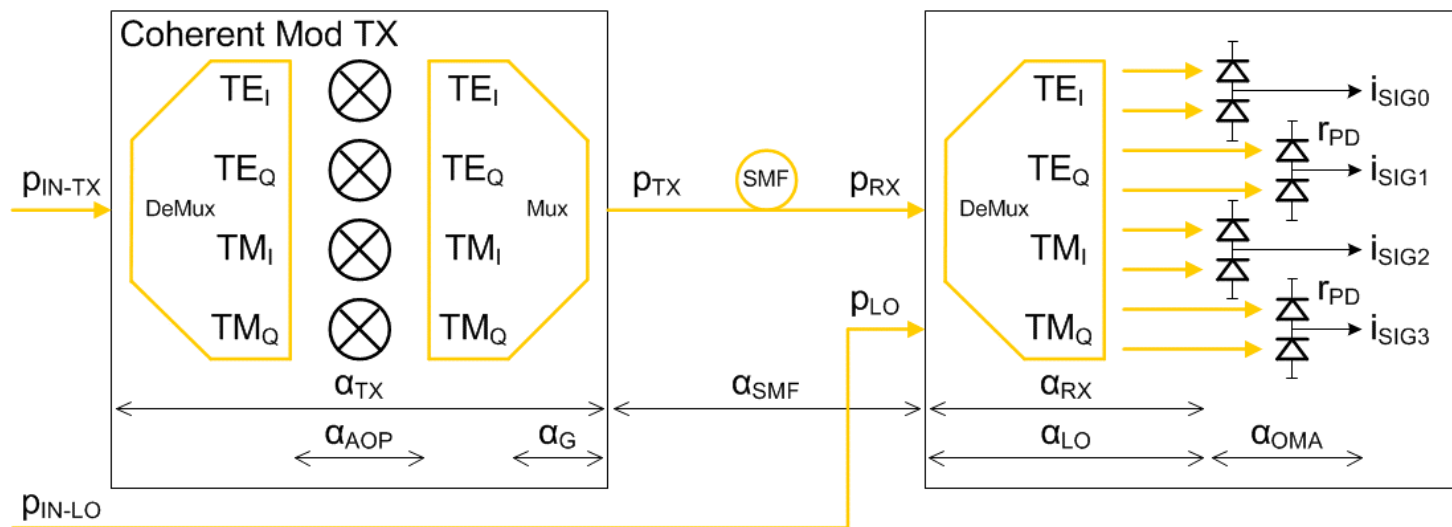 Coherent Mod TX
TE_I
TE_I
TE_I
i_SIG0
r_PD
p_IN-TX
TE_Q
TE_Q
p_TX
SMF
p_RX
TE_Q
i_SIG1
DeMux
Mux
DeMux
TM_I
TM_I
TM_I
i_SIG2
p_LO
r_PD
TM_Q
TM_Q
TM_Q
i_SIG3
α_TX
α_SMF
α_RX
α_AOP
α_G
α_LO
α_OMA
p_IN-LO